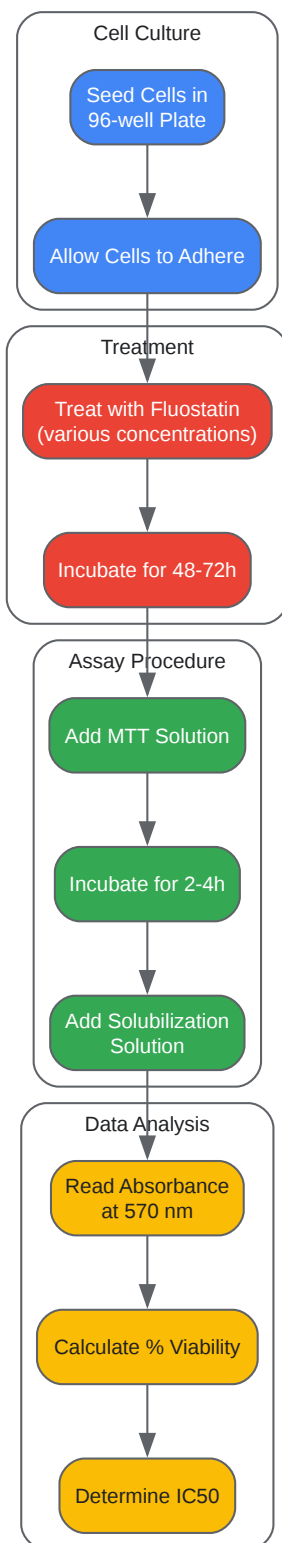 Cell Culture
Seed Cells in
96-well Plate
Allow Cells to Adhere
Treatment
Treat with Fluostatin
(various concentrations)
Incubate for 48-72h
Assay Procedure
Add MTT Solution
Incubate for 2-4h
Add Solubilization
Solution
Data Analysis
Read Absorbance
at 570 nm
Calculate % Viability
Determine IC50